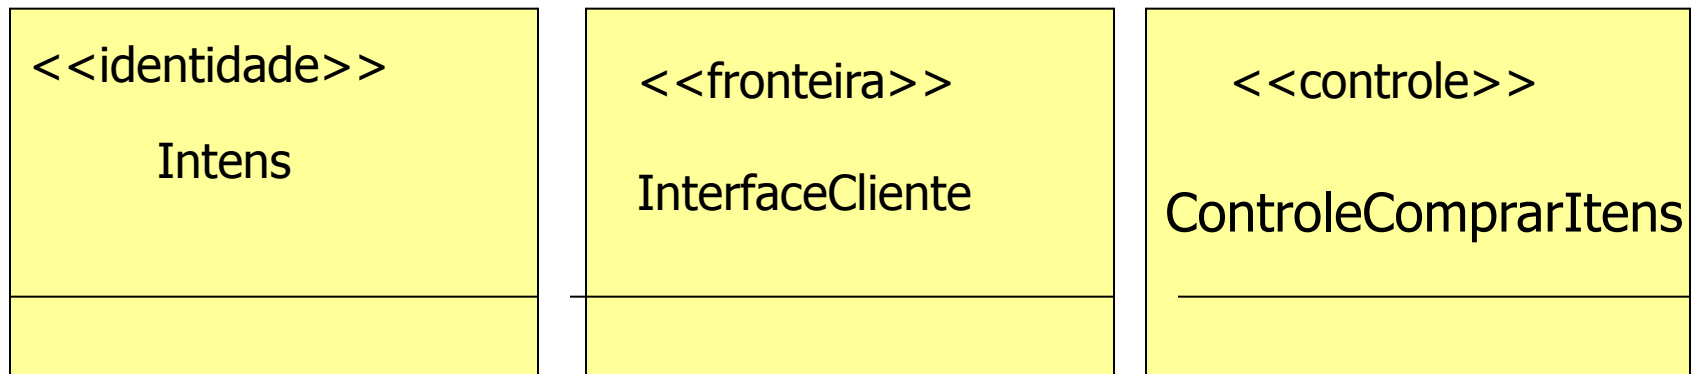 <<identidade>>
Intens
<<fronteira>>
InterfaceCliente
<<controle>>
ControleComprarItens